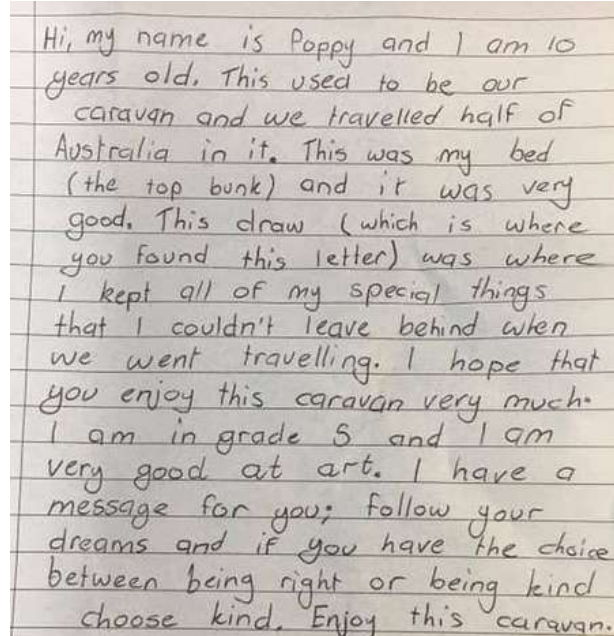 Hi, my name is Poppy and I am 10
years old. This used to be our
caravan and we travelled half of
Australia in it. This was my bed
(the top bunk) and it was very
good. This draw (which is where
you found this letter) was where
I kept all of my special things
that I couldn't leave behind when
we went travelling. I hope that
you enjoy this caravan very much.
I am in grade 5 and I am
very good at art. I have a
message for you; follow your
dreams and if you have the choice
between being right or being kind
choose kind. Enjoy this caravan.